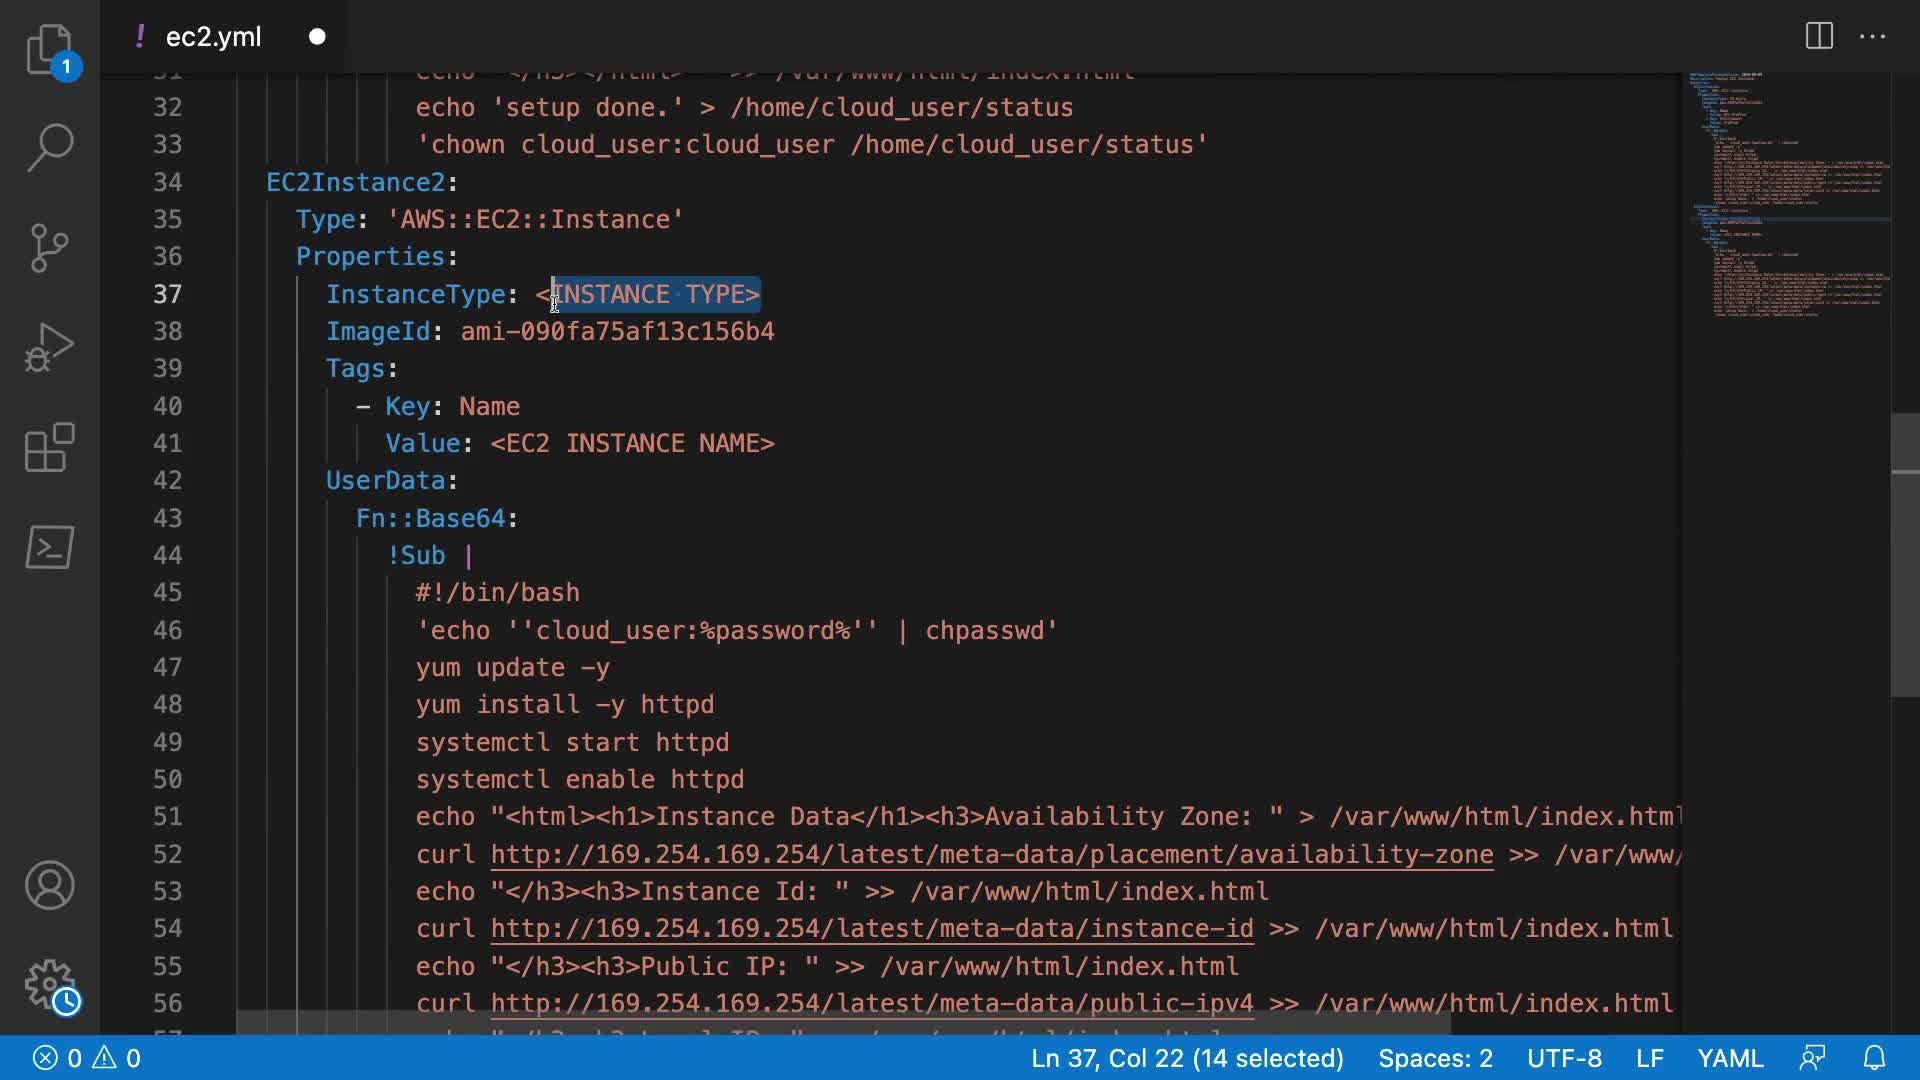 ! ec2.yml
1
31 echo "</h3></html>" >> /var/www/html/index.html
32 echo 'setup done.' > /home/cloud_user/status
33 'chown cloud_user:cloud_user /home/cloud_user/status'
34 EC2Instance2:
35 Type: 'AWS::EC2::Instance'
36 Properties:
37 InstanceType: <INSTANCE TYPE>
38 ImageId: ami-090fa75af13c156b4
39 Tags:
40 - Key: Name
41 Value: <EC2 INSTANCE NAME>
42 UserData:
43 Fn::Base64:
44 !Sub |
45 #!/bin/bash
46 'echo ''cloud_user:%password%'' | chpasswd'
47 yum update -y
48 yum install -y httpd
49 systemctl start httpd
50 systemctl enable httpd
51 echo "<html><h1>Instance Data</h1><h3>Availability Zone: " > /var/www/html/index.html
52 curl http://169.254.169.254/latest/meta-data/placement/availability-zone >> /var/www/
53 echo "</h3><h3>Instance Id: " >> /var/www/html/index.html
54 curl http://169.254.169.254/latest/meta-data/instance-id >> /var/www/html/index.html
55 echo "</h3><h3>Public IP: " >> /var/www/html/index.html
56 curl http://169.254.169.254/latest/meta-data/public-ipv4 >> /var/www/html/index.html
0 0 Ln 37, Col 22 (14 selected) Spaces: 2 UTF-8 LF YAML